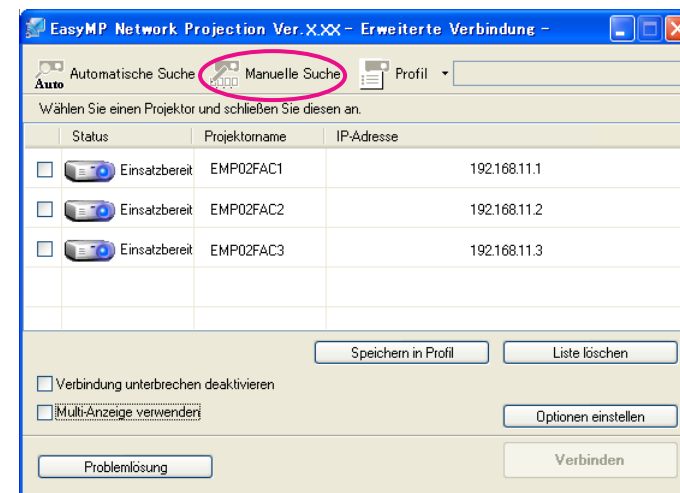 EasyMP Network Projection Ver.X.XX – Erweiterte Verbindung –
Auto Automatische Suche Manuelle Suche Profil
Wählen Sie einen Projektor und schließen Sie diesen an.
Status Projektorname IP-Adresse
Einsatzbereit EMP02FAC1 192.168.11.1
Einsatzbereit EMP02FAC2 192.168.11.2
Einsatzbereit EMP02FAC3 192.168.11.3
Speichern in Profil Liste löschen
Verbindung unterbrechen deaktivieren
Multi-Anzeige verwenden Optionen einstellen
Problemlösung Verbinden